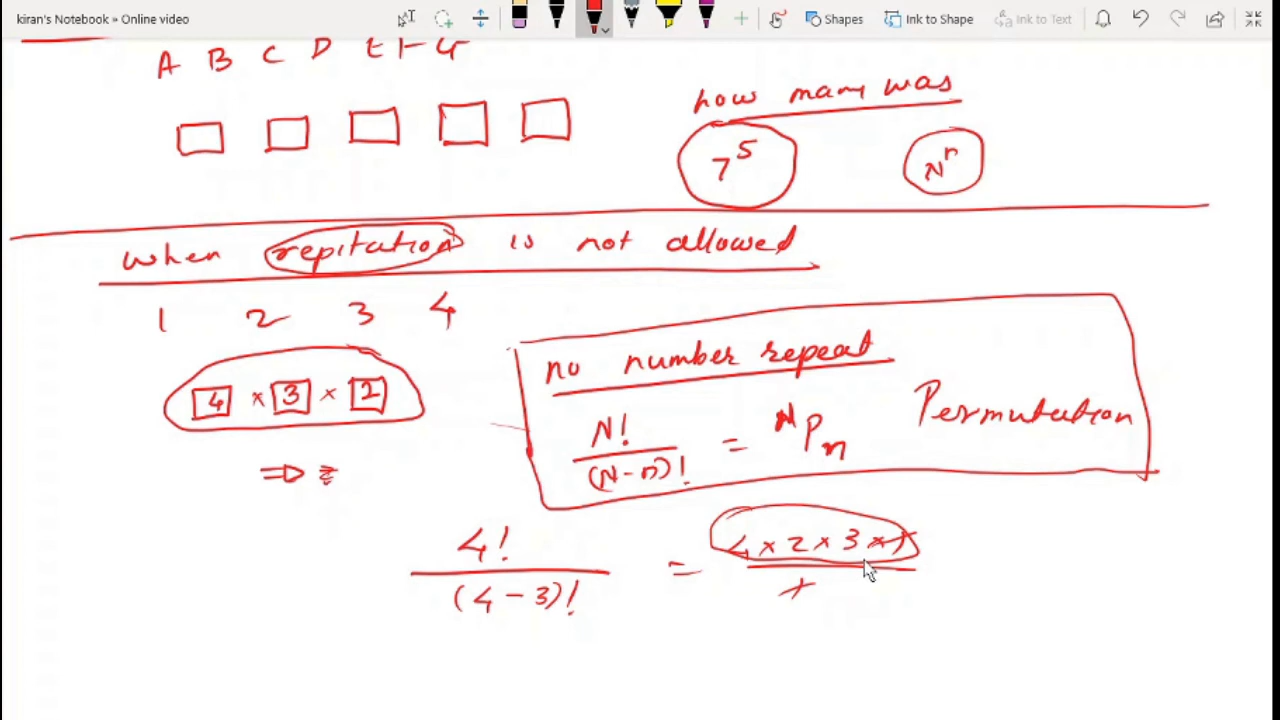 kiran's Notebook » Online video
Shapes
Ink to Shape
Ink to Text
A B C D E F G
how many was
7^5 N^n
when repitation is not allowed
1 2 3 4
4 × 3 × 2
no number repeat
N!/(N-n)! = ^NP_n Permutation
4!/(4-3)! = 4×2×3×1/1